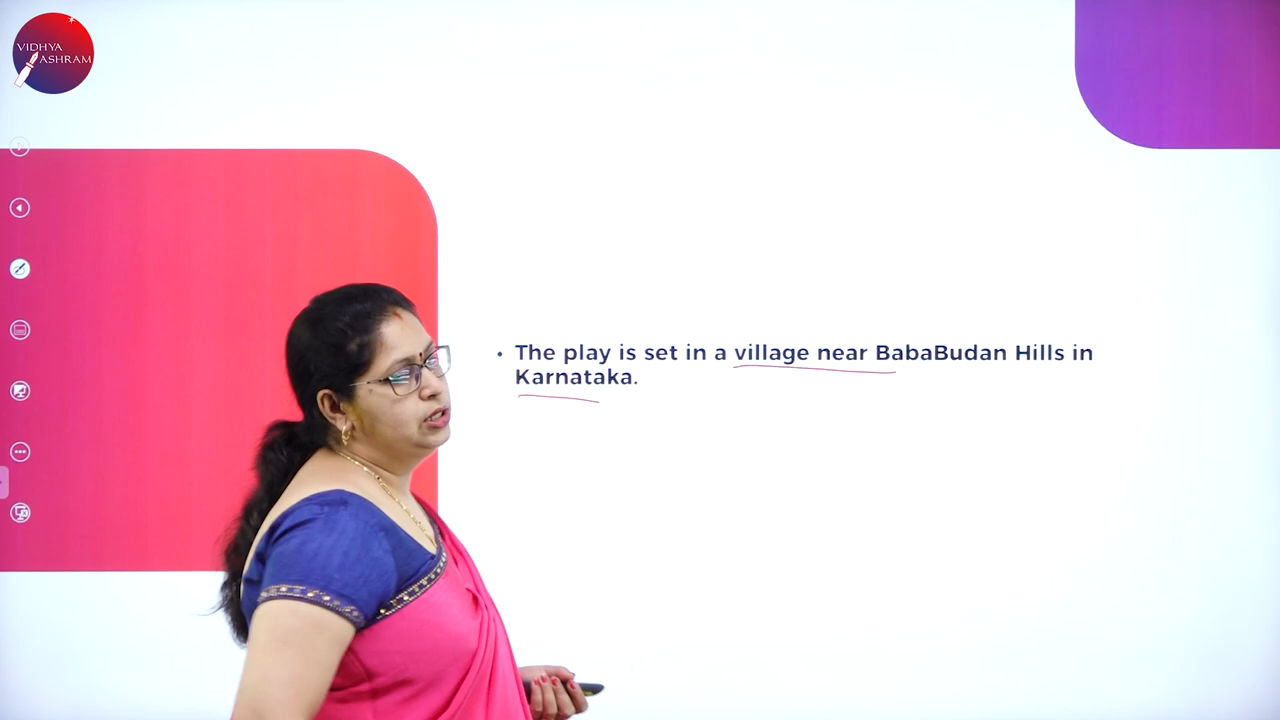 VIDHYA
ASHRAM
• The play is set in a village near BabaBudan Hills in
Karnataka.